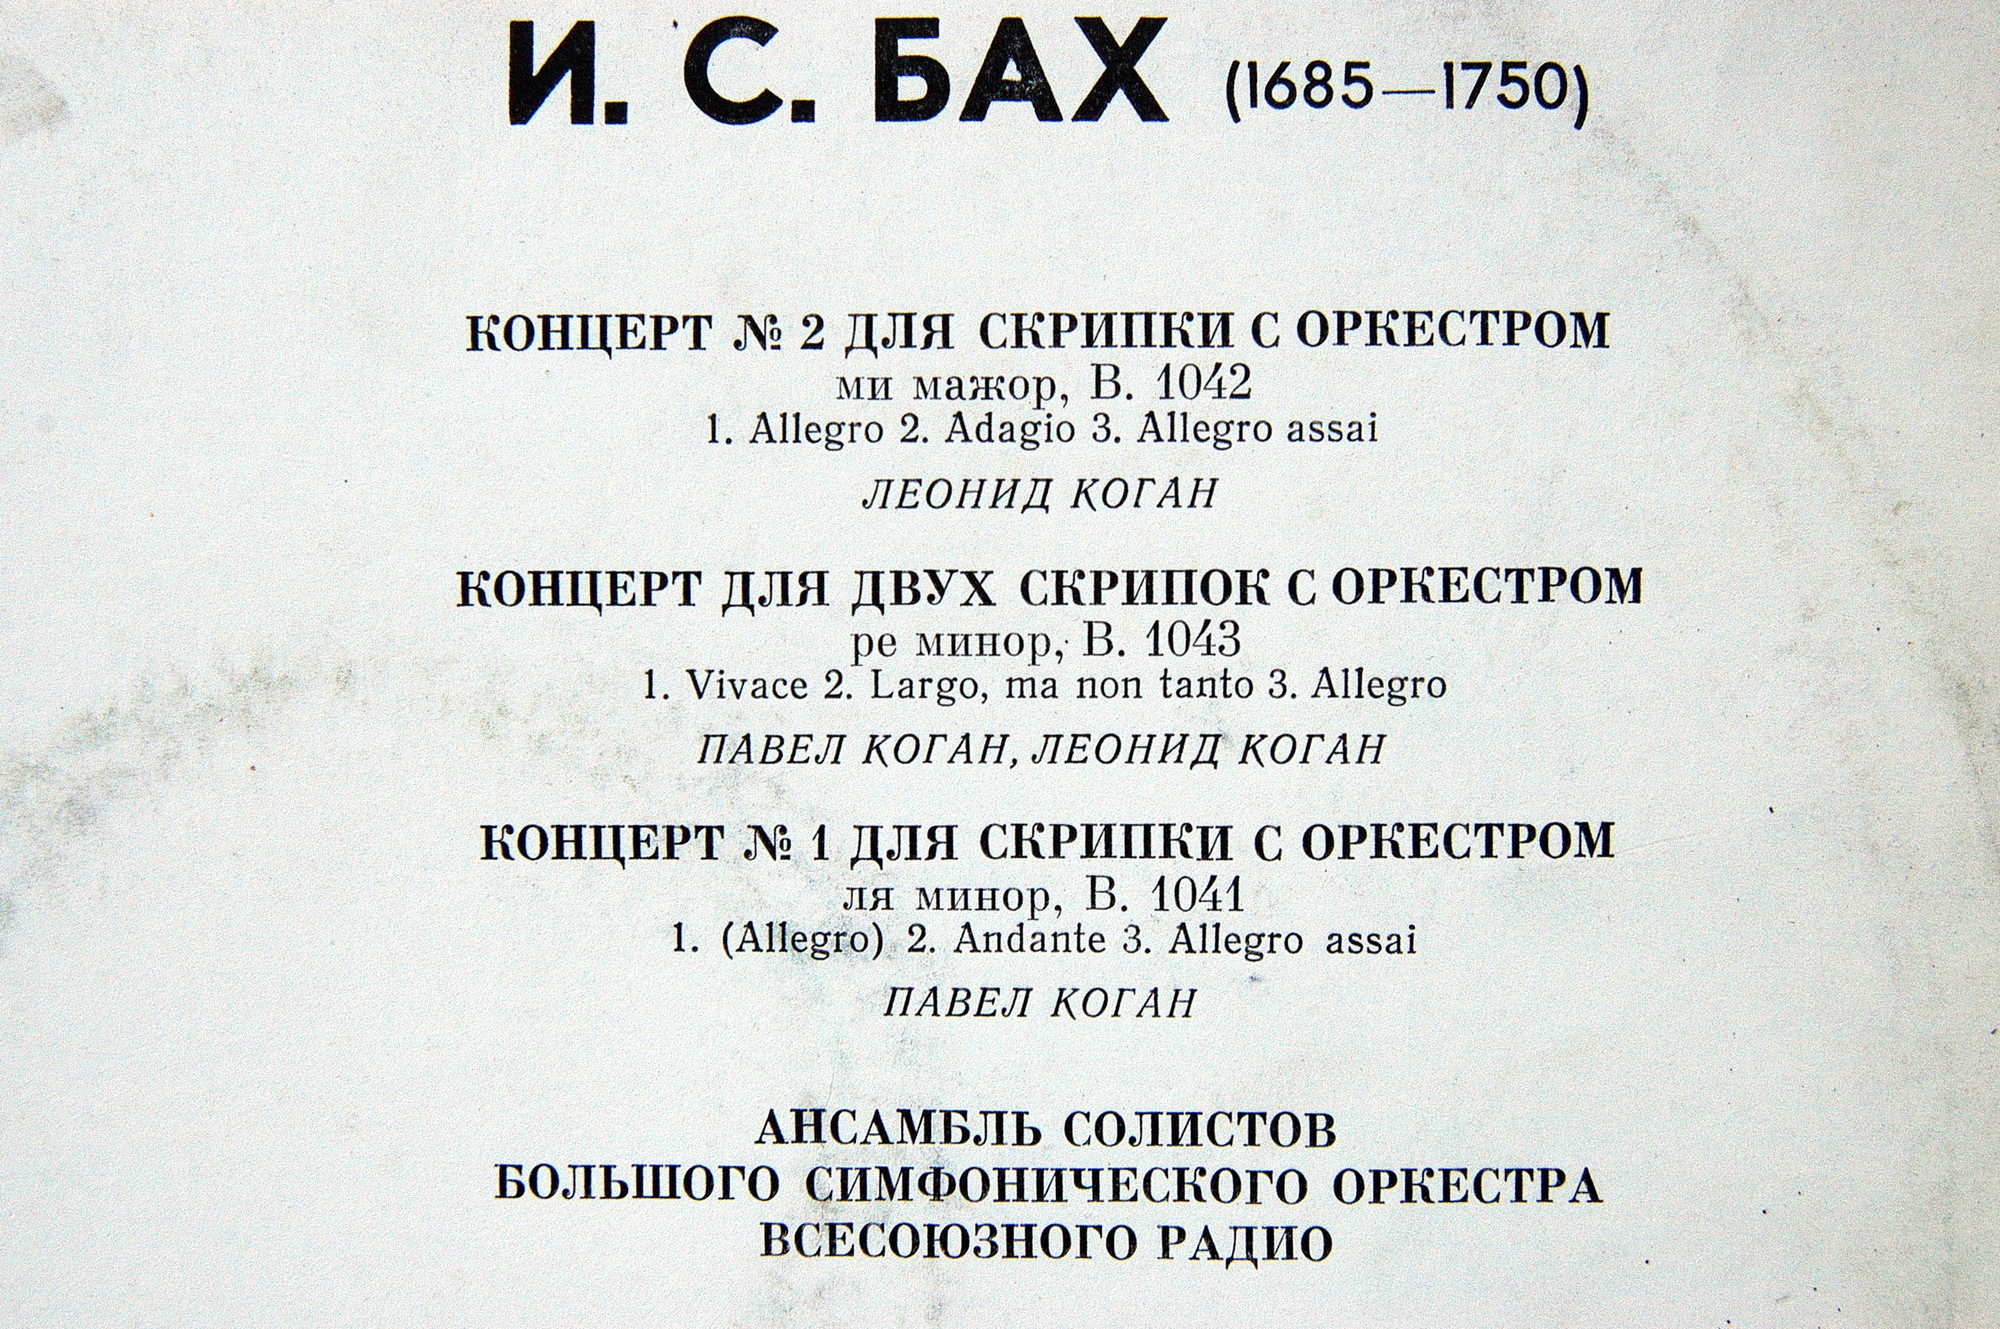 И. С. БАХ (1685—1750)
КОНЦЕРТ № 2 ДЛЯ СКРИПКИ С ОРКЕСТРОМ
ми мажор, В. 1042
1. Allegro 2. Adagio 3. Allegro assai
ЛЕОНИД КОГАН
КОНЦЕРТ ДЛЯ ДВУХ СКРИПОК С ОРКЕСТРОМ
ре минор, В. 1043
1. Vivace 2. Largo, ma non tanto 3. Allegro
ПАВЕЛ КОГАН, ЛЕОНИД КОГАН
КОНЦЕРТ № 1 ДЛЯ СКРИПКИ С ОРКЕСТРОМ
ля минор, В. 1041
1. (Allegro) 2. Andante 3. Allegro assai
ПАВЕЛ КОГАН
АНСАМБЛЬ СОЛИСТОВ
БОЛЬШОГО СИМФОНИЧЕСКОГО ОРКЕСТРА
ВСЕСОЮЗНОГО РАДИО